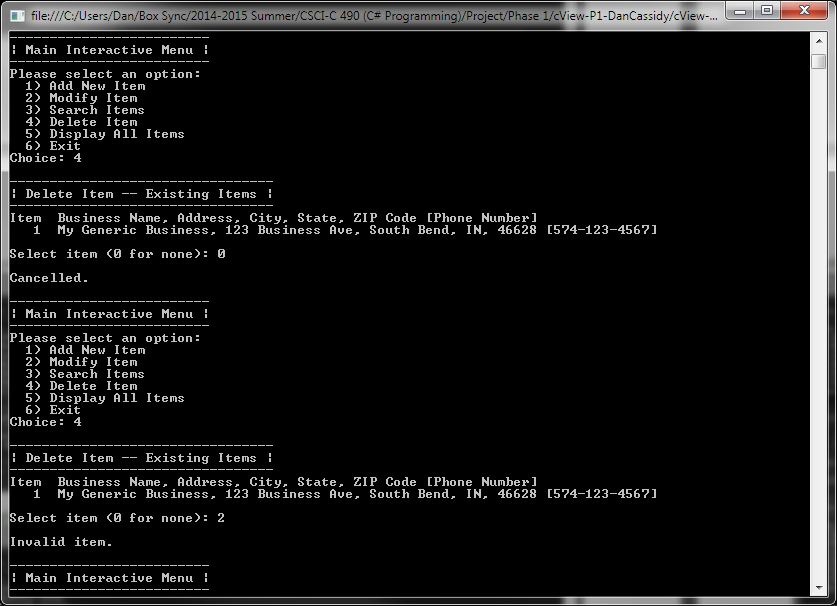 file:///C:/Users/Dan/Box Sync/2014-2015 Summer/CSCI-C 490 (C# Programming)/Project/Phase 1/cView-P1-DanCassidy/cView-...
-------------------------
¦ Main Interactive Menu ¦
-------------------------
Please select an option:
  1) Add New Item
  2) Modify Item
  3) Search Items
  4) Delete Item
  5) Display All Items
  6) Exit
Choice: 4
---------------------------------
¦ Delete Item -- Existing Items ¦
---------------------------------
Item  Business Name, Address, City, State, ZIP Code [Phone Number]
   1  My Generic Business, 123 Business Ave, South Bend, IN, 46628 [574-123-4567]
Select item (0 for none): 0
Cancelled.
-------------------------
¦ Main Interactive Menu ¦
-------------------------
Please select an option:
  1) Add New Item
  2) Modify Item
  3) Search Items
  4) Delete Item
  5) Display All Items
  6) Exit
Choice: 4
---------------------------------
¦ Delete Item -- Existing Items ¦
---------------------------------
Item  Business Name, Address, City, State, ZIP Code [Phone Number]
   1  My Generic Business, 123 Business Ave, South Bend, IN, 46628 [574-123-4567]
Select item (0 for none): 2
Invalid item.
-------------------------
¦ Main Interactive Menu ¦
-------------------------